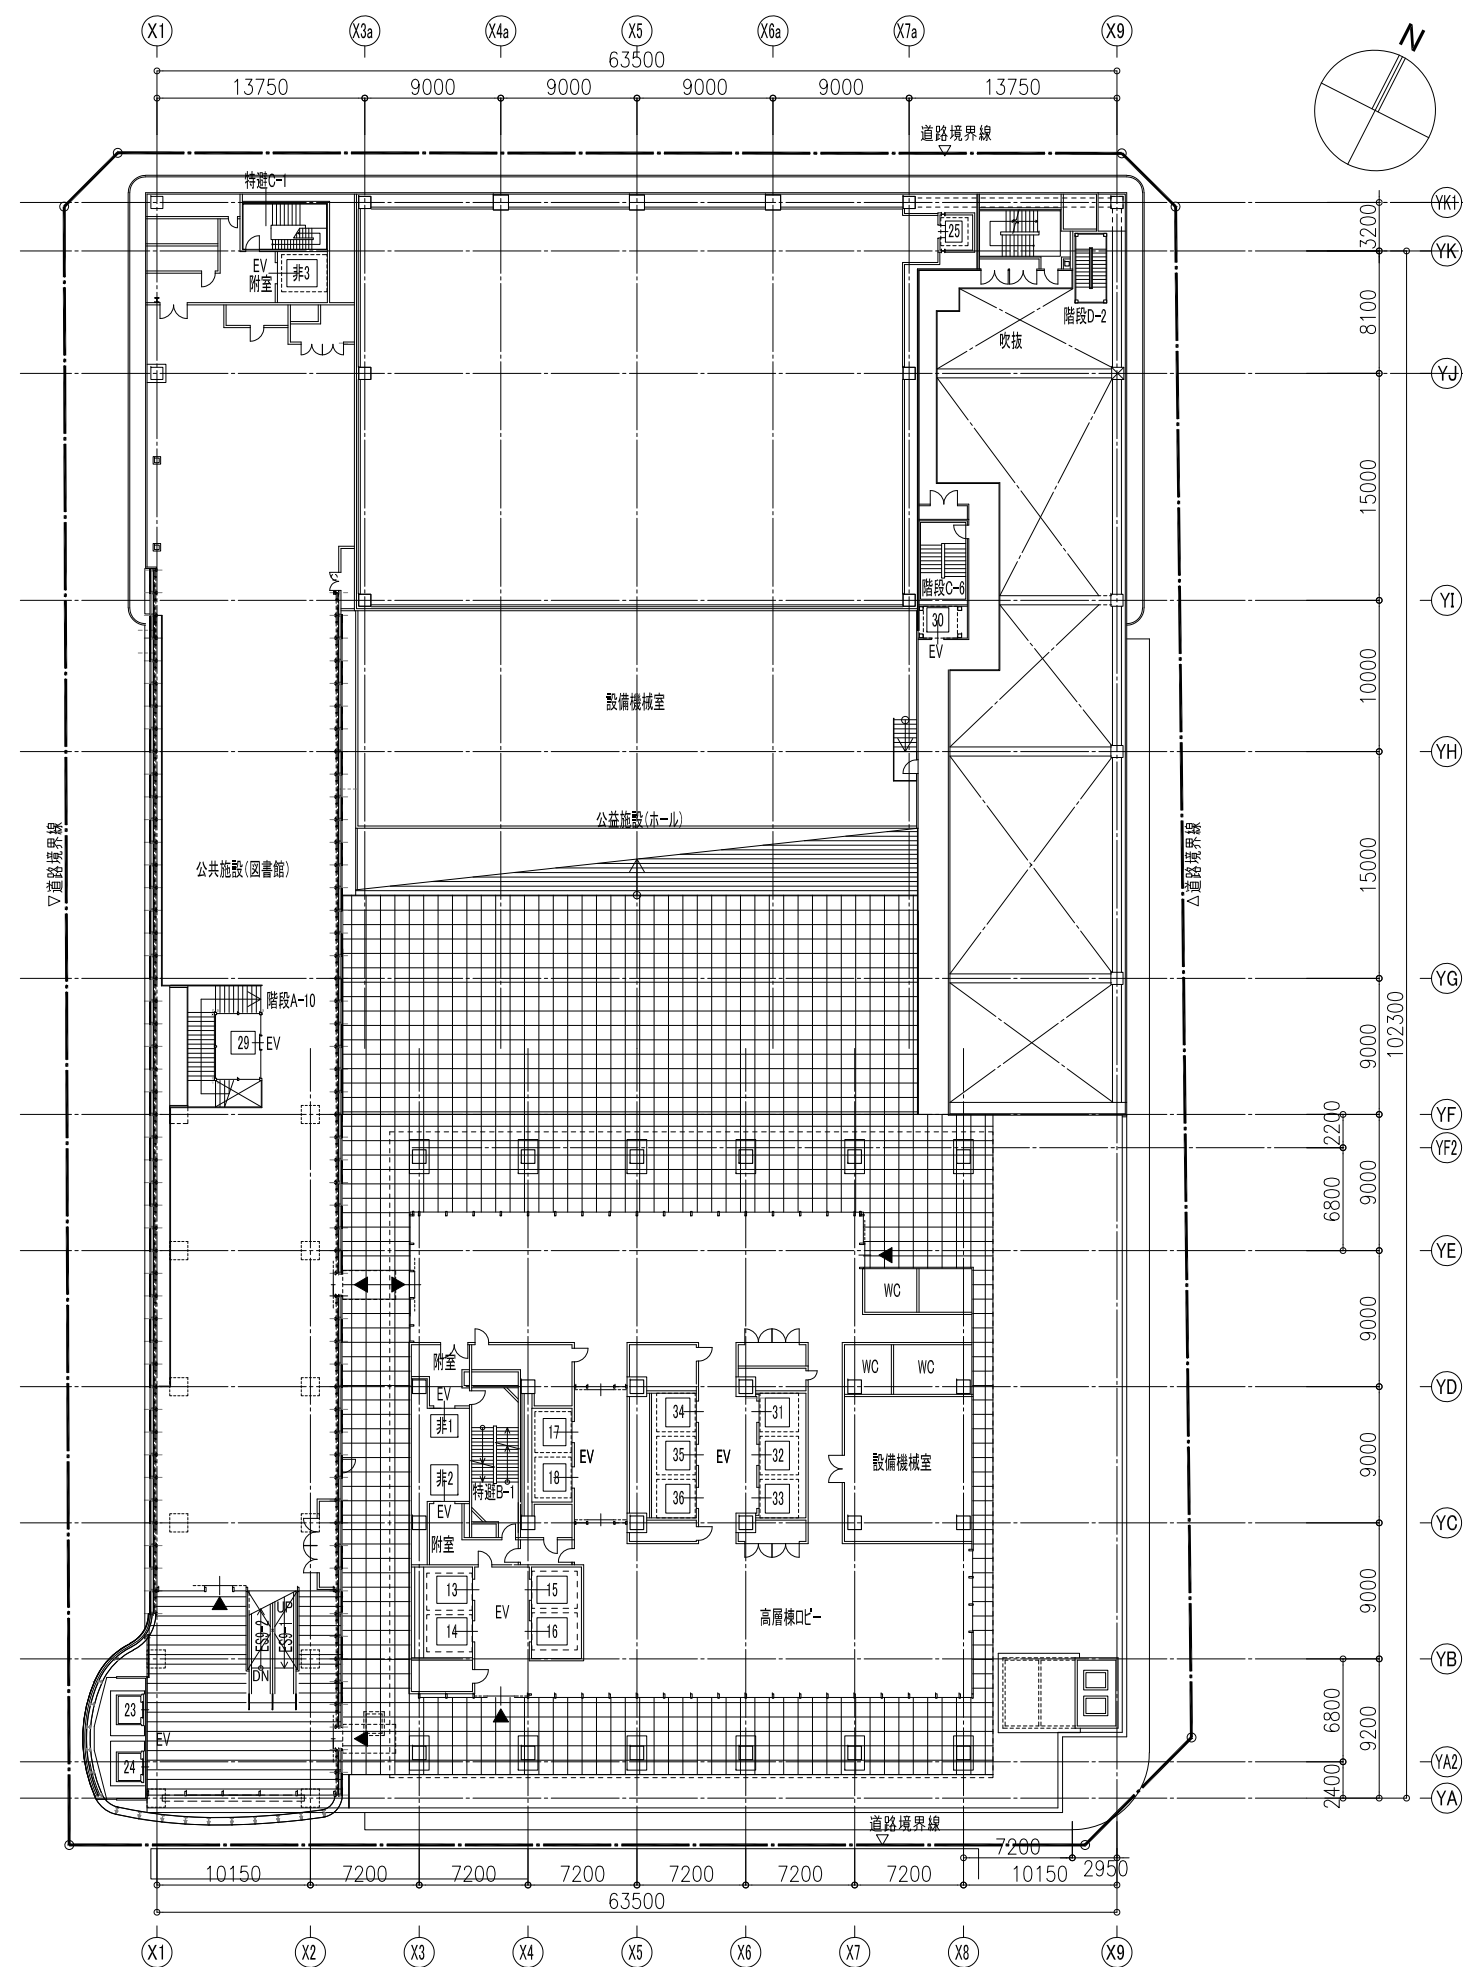 X1
X3a
X4a
X5
X6a
X7a
X9
N
63500
13750
9000
9000
9000
9000
13750
道路境界線
特避C-1
EV
附室
非3
25
階段D-2
吹抜
YK1
3200
YK
8100
YJ
15000
階段C-6
30
EV
YI
10000
設備機械室
YH
公益施設(ホール)
公共施設(図書館)
道路境界線
道路境界線
15000
YG
階段A-10
29
EV
9000
102300
YF
2200
YF2
6800
9000
YE
WC
9000
附室
EV
非1
WC
WC
YD
17
EV
34
31
非2
18
35
EV
32
設備機械室
9000
特避B-1
36
33
EV
附室
YC
13
15
EV
高層棟ロビー
9000
14
16
UP
ES9-2
ES9-1
DN
YB
23
EV
24
6800
9200
YA2
2400
YA
道路境界線
7200
10150
7200
7200
7200
7200
7200
7200
10150
2950
63500
X1
X2
X3
X4
X5
X6
X7
X8
X9